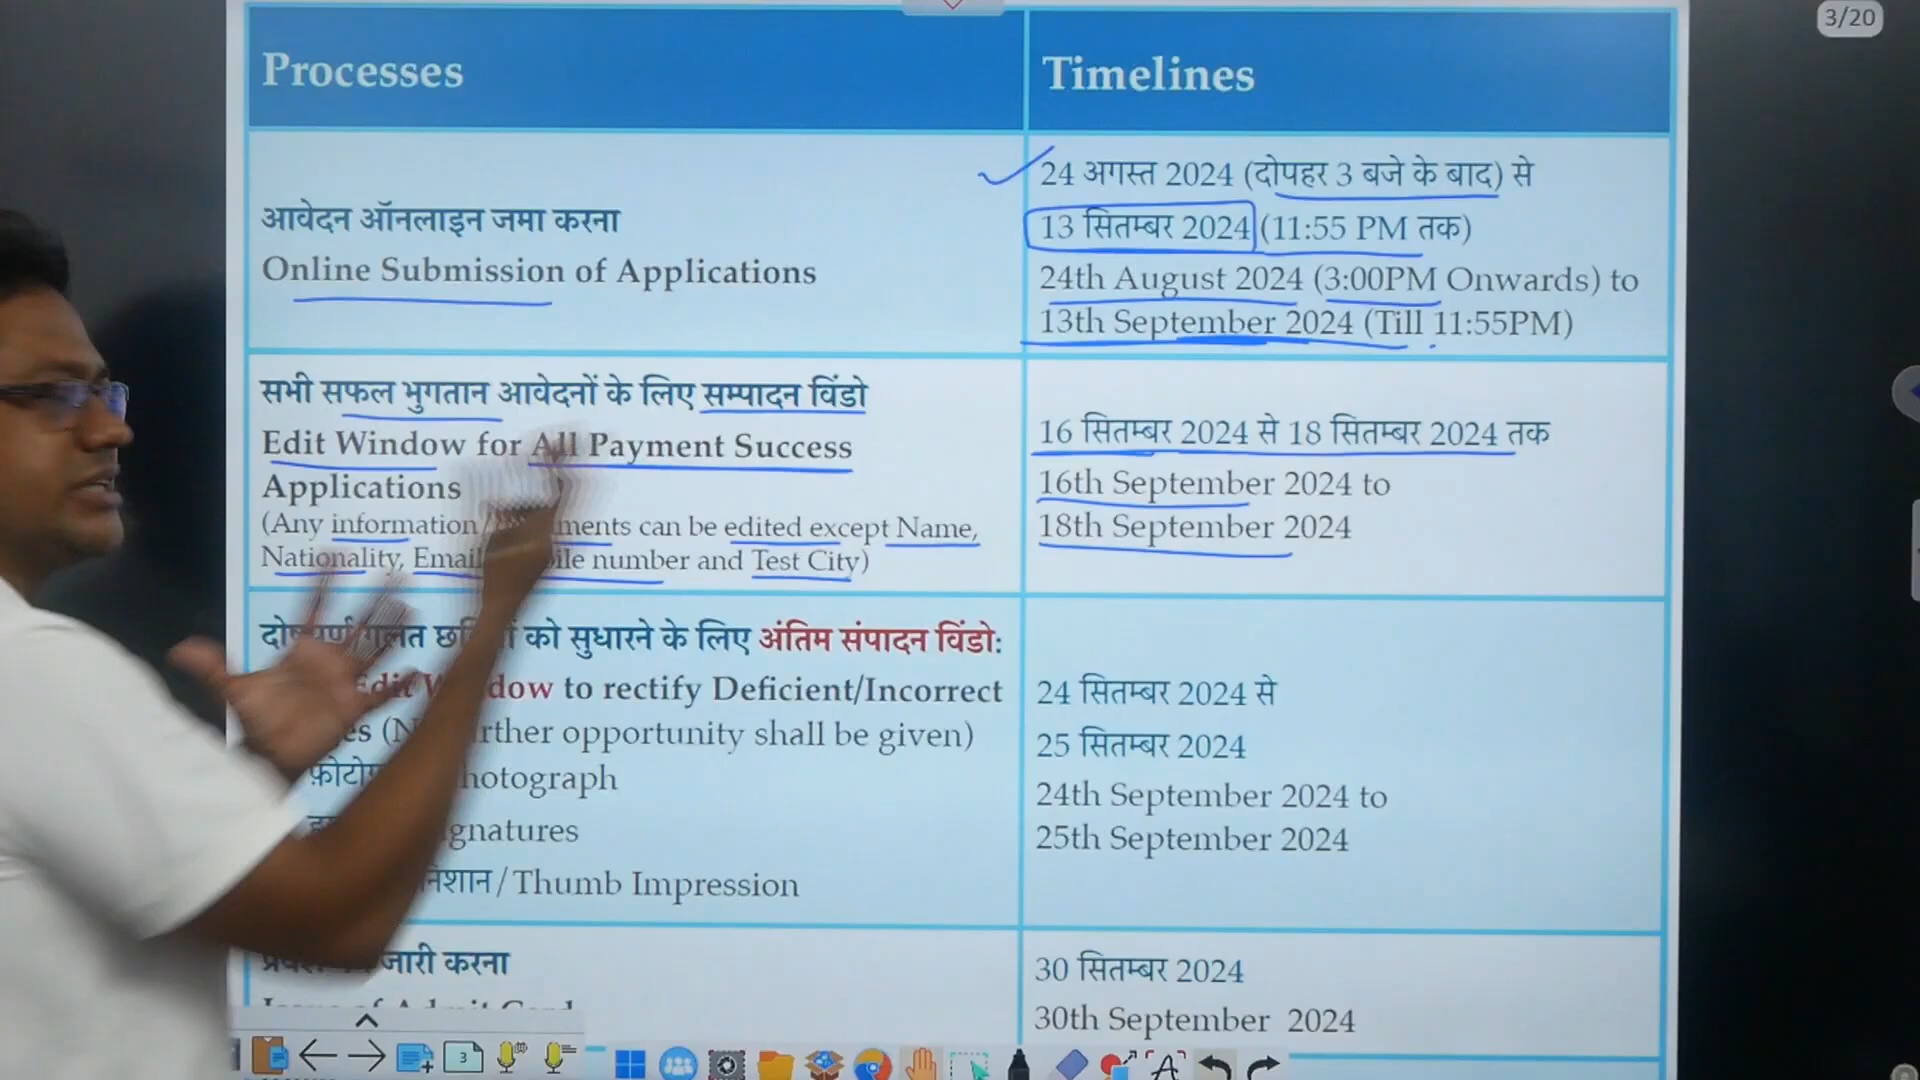 3/20
Processes
Timelines
आवेदन ऑनलाइन जमा करना
Online Submission of Applications
24 अगस्त 2024 (दोपहर 3 बजे के बाद) से
13 सितम्बर 2024 (11:55 PM तक)
24th August 2024 (3:00PM Onwards) to
13th September 2024 (Till 11:55PM)
सभी सफल भुगतान आवेदनों के लिए सम्पादन विंडो
Edit Window for All Payment Success
Applications
(Any information can be edited except Name,
Nationality, Email number and Test City)
16 सितम्बर 2024 से 18 सितम्बर 2024 तक
16th September 2024 to
18th September 2024
को सुधारने के लिए अंतिम संपादन विंडो:
Edit to rectify Deficient/Incorrect
opportunity shall be given)
Thumb Impression
24 सितम्बर 2024 से
25 सितम्बर 2024
24th September 2024 to
25th September 2024
जारी करना
30 सितम्बर 2024
30th September 2024
3